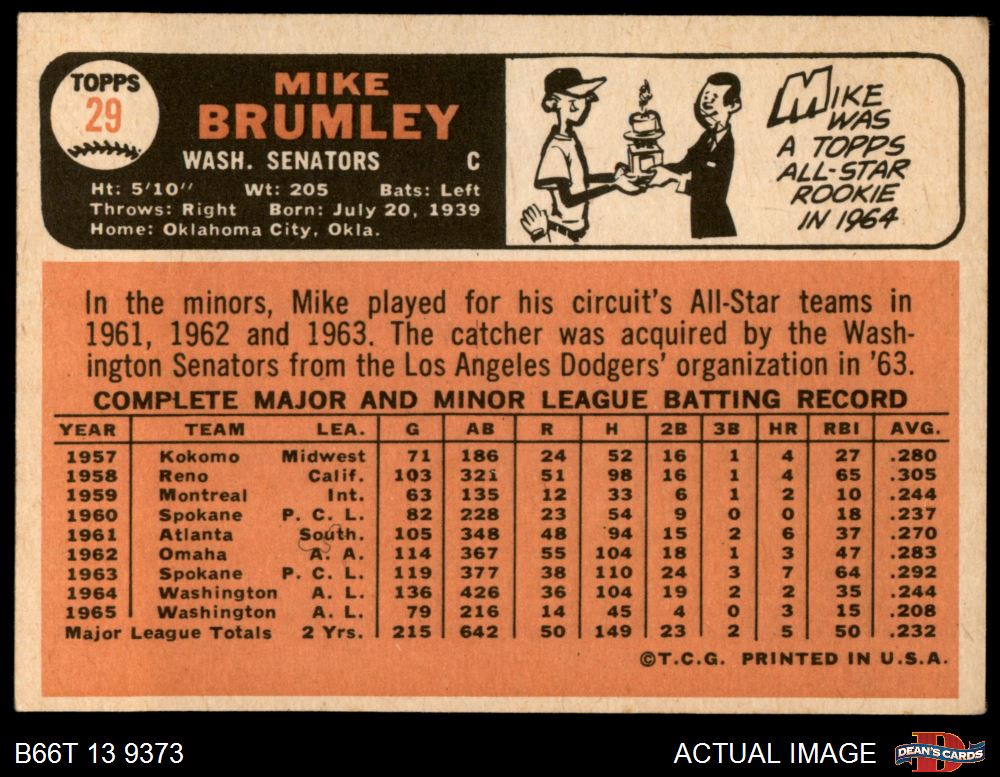 TOPPS
29
MIKE
BRUMLEY
WASH. SENATORS C
Ht: 5'10" Wt: 205 Bats: Left
Throws: Right Born: July 20, 1939
Home: Oklahoma City, Okla.
MIKE
WAS
A TOPPS
ALL-STAR
ROOKIE
IN 1964
In the minors, Mike played for his circuit's All-Star teams in
1961, 1962 and 1963. The catcher was acquired by the Wash-
ington Senators from the Los Angeles Dodgers' organization in '63.
COMPLETE MAJOR AND MINOR LEAGUE BATTING RECORD
YEAR TEAM LEA. G AB R H 2B 3B HR RBI AVG.
1957 Kokomo Midwest 71 186 24 52 16 1 4 27 .280
1958 Reno Calif. 103 321 51 98 16 1 4 65 .305
1959 Montreal Int. 63 135 12 33 6 1 2 10 .244
1960 Spokane P. C. L. 82 228 23 54 9 0 0 18 .237
1961 Atlanta South. 105 348 48 94 15 2 6 37 .270
1962 Omaha A. A. 114 367 55 104 18 1 3 47 .283
1963 Spokane P. C. L. 119 377 38 110 24 3 7 64 .292
1964 Washington A. L. 136 426 36 104 19 2 2 35 .244
1965 Washington A. L. 79 216 14 45 4 0 3 15 .208
Major League Totals 2 Yrs. 215 642 50 149 23 2 5 50 .232
©T.C.G. PRINTED IN U.S.A.
B66T 13 9373 ACTUAL IMAGE DEAN'S CARDS